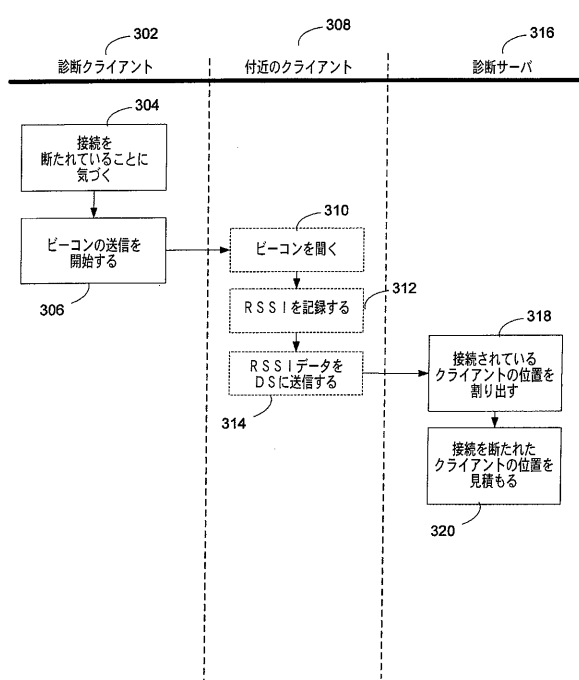 302
308
316
診断クライアント
付近のクライアント
診断サーバ
304
接続を
断たれていることに
気づく
ビーコンの送信を
開始する
306
310
ビーコンを聞く
312
RSSIを記録する
RSSIデータを
DSに送信する
314
318
接続されている
クライアントの位置を
割り出す
接続を断たれた
クライアントの位置を
見積もる
320